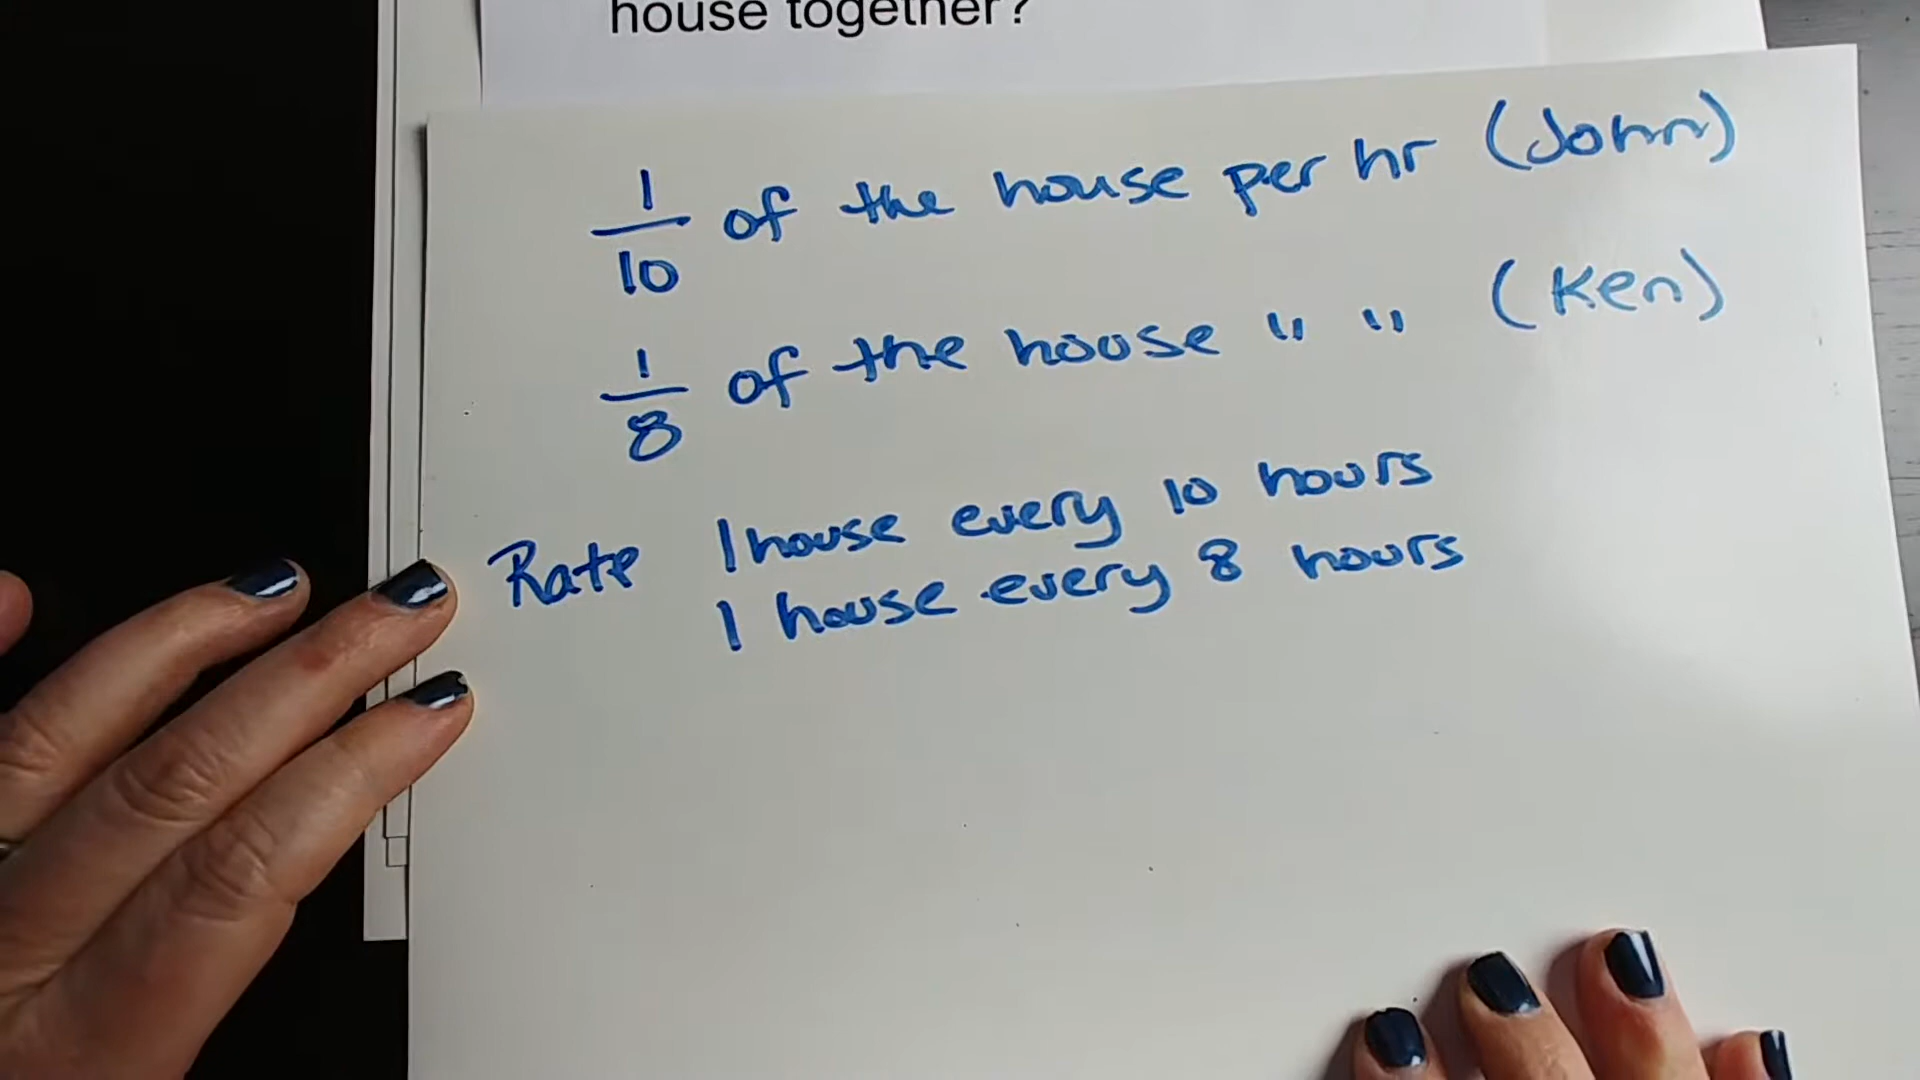 house together?
1/10 of the house per hr (John)
1/8 of the house " " (Ken)
Rate 1 house every 10 hours
1 house every 8 hours